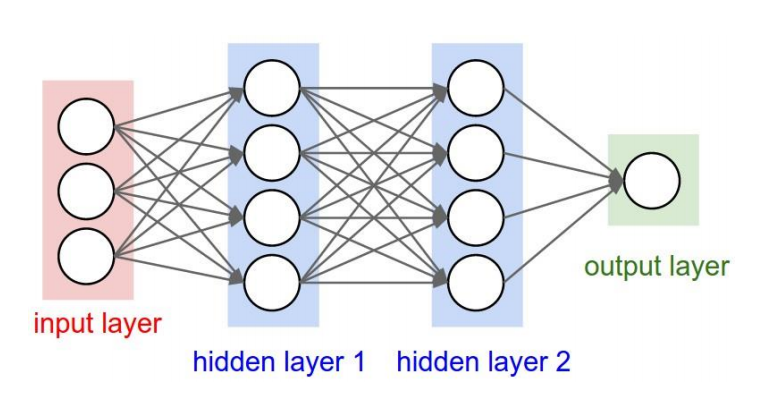 input layer
hidden layer 1
hidden layer 2
output layer